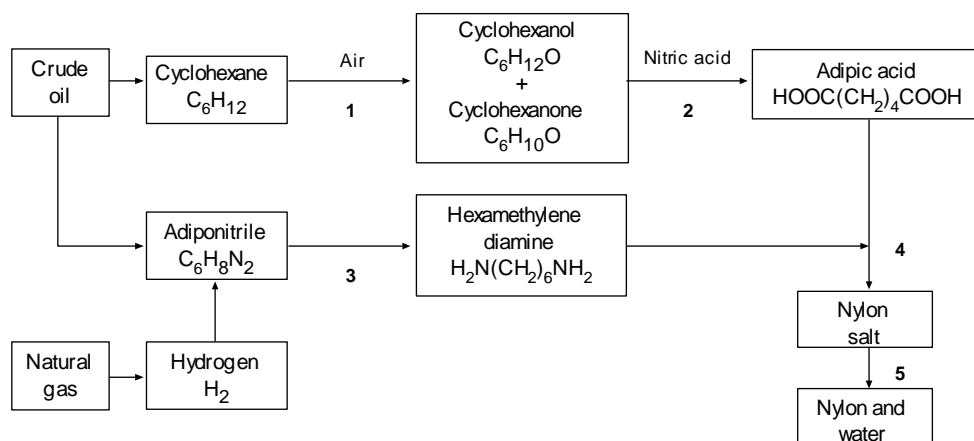 Crude
oil
Cyclohexane
C6H12
Air
1
Cyclohexanol
C6H12O
+
Cyclohexanone
C6H10O
Nitric acid
2
Adipic acid
HOOC(CH2)4COOH
Adiponitrile
C6H8N2
3
Hexamethylene
diamine
H2N(CH2)6NH2
4
Nylon
salt
Natural
gas
Hydrogen
H2
5
Nylon and
water